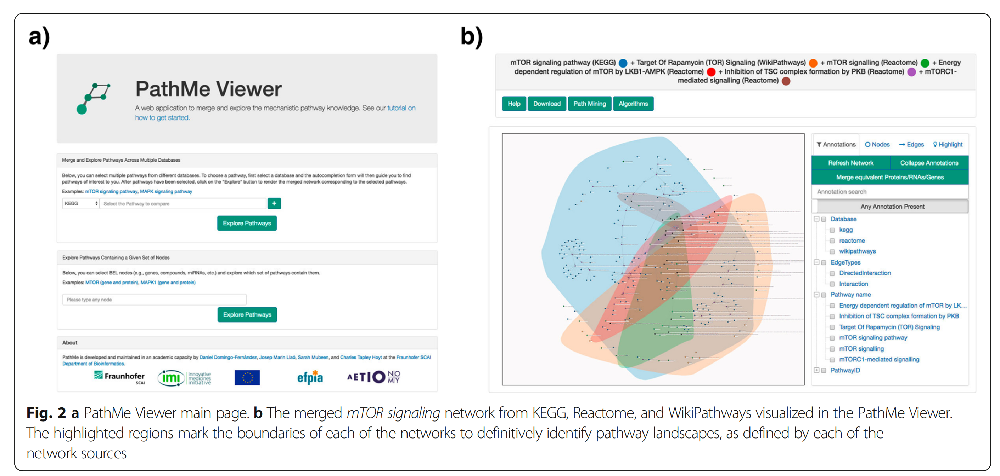 a)
PathMe Viewer
A web application to merge and explore the mechanistic pathway knowledge. See our tutorial on
how to get started.
Merge and Explore Pathways Across Multiple Databases
Below, you can select multiple pathways from different databases. To choose a pathway, first select a database and the autocompletion form will then guide you to find
pathways of interest to you. After pathways have been selected, click on the "Explore" button to render the merged network corresponding to the selected pathways.
Examples: mTOR signaling pathway, MAPK signaling pathway
KEGG Select the Pathway to compare +
Explore Pathways
Explore Pathways Containing a Given Set of Nodes
Below, you can select BEL nodes (e.g., genes, compounds, miRNAs, etc.) and explore which set of pathways contain them.
Examples: MTOR (gene and protein), MAPK1 (gene and protein)
Please type any node
Explore Pathways
About
PathMe is developed and maintained in an academic capacity by Daniel Domingo-Fernández, Josep Marin Llaó, Sarah Mubeen, and Charles Tapley Hoyt at the Fraunhofer SCAI
Department of Bioinformatics.
Fraunhofer
SCAI
imi
innovative
medicines
initiative
efpia
AETIONOMY
b)
mTOR signaling pathway (KEGG) + Target Of Rapamycin (TOR) Signaling (WikiPathways) + mTOR signalling (Reactome) + Energy
dependent regulation of mTOR by LKB1-AMPK (Reactome) + Inhibition of TSC complex formation by PKB (Reactome) + mTORC1-
mediated signalling (Reactome)
Help Download Path Mining Algorithms
Annotations Nodes Edges Highlight
Refresh Network Collapse Annotations
Merge equivalent Proteins/RNAs/Genes
Annotation search
Any Annotation Present
Database
kegg
reactome
wikipathways
EdgeTypes
DirectedInteraction
Interaction
Pathway name
Energy dependent regulation of mTOR by LK...
Inhibition of TSC complex formation by PKB
Target Of Rapamycin (TOR) Signaling
mTOR signaling pathway
mTOR signalling
mTORC1-mediated signalling
PathwayID
Fig. 2 a PathMe Viewer main page. b The merged mTOR signaling network from KEGG, Reactome, and WikiPathways visualized in the PathMe Viewer.
The highlighted regions mark the boundaries of each of the networks to definitively identify pathway landscapes, as defined by each of the
network sources